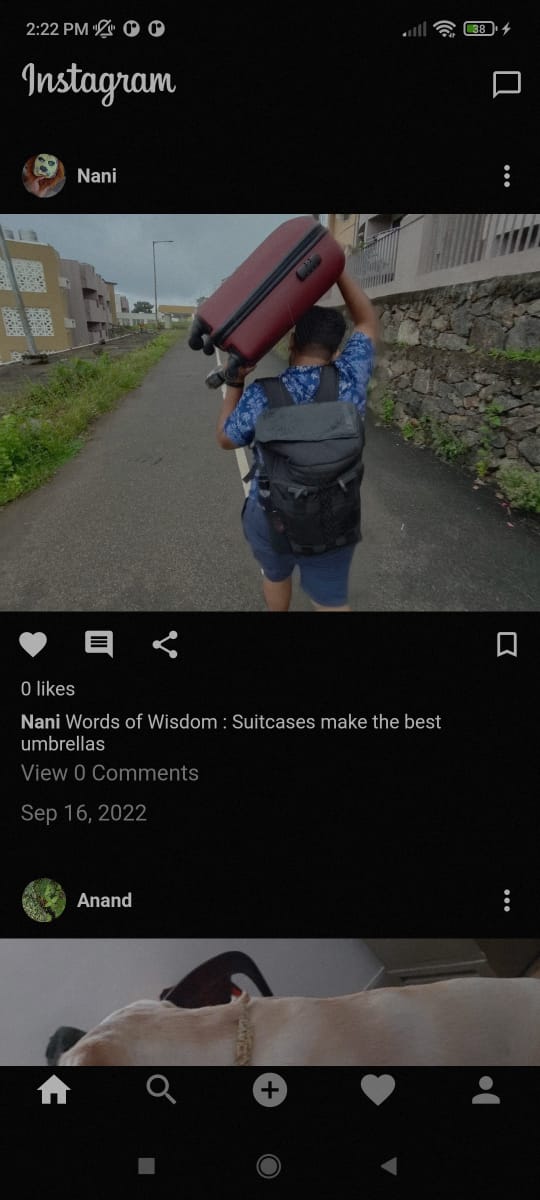 2:22 PM
38
Instagram
Nani
0 likes
Nani Words of Wisdom : Suitcases make the best
umbrellas
View 0 Comments
Sep 16, 2022
Anand